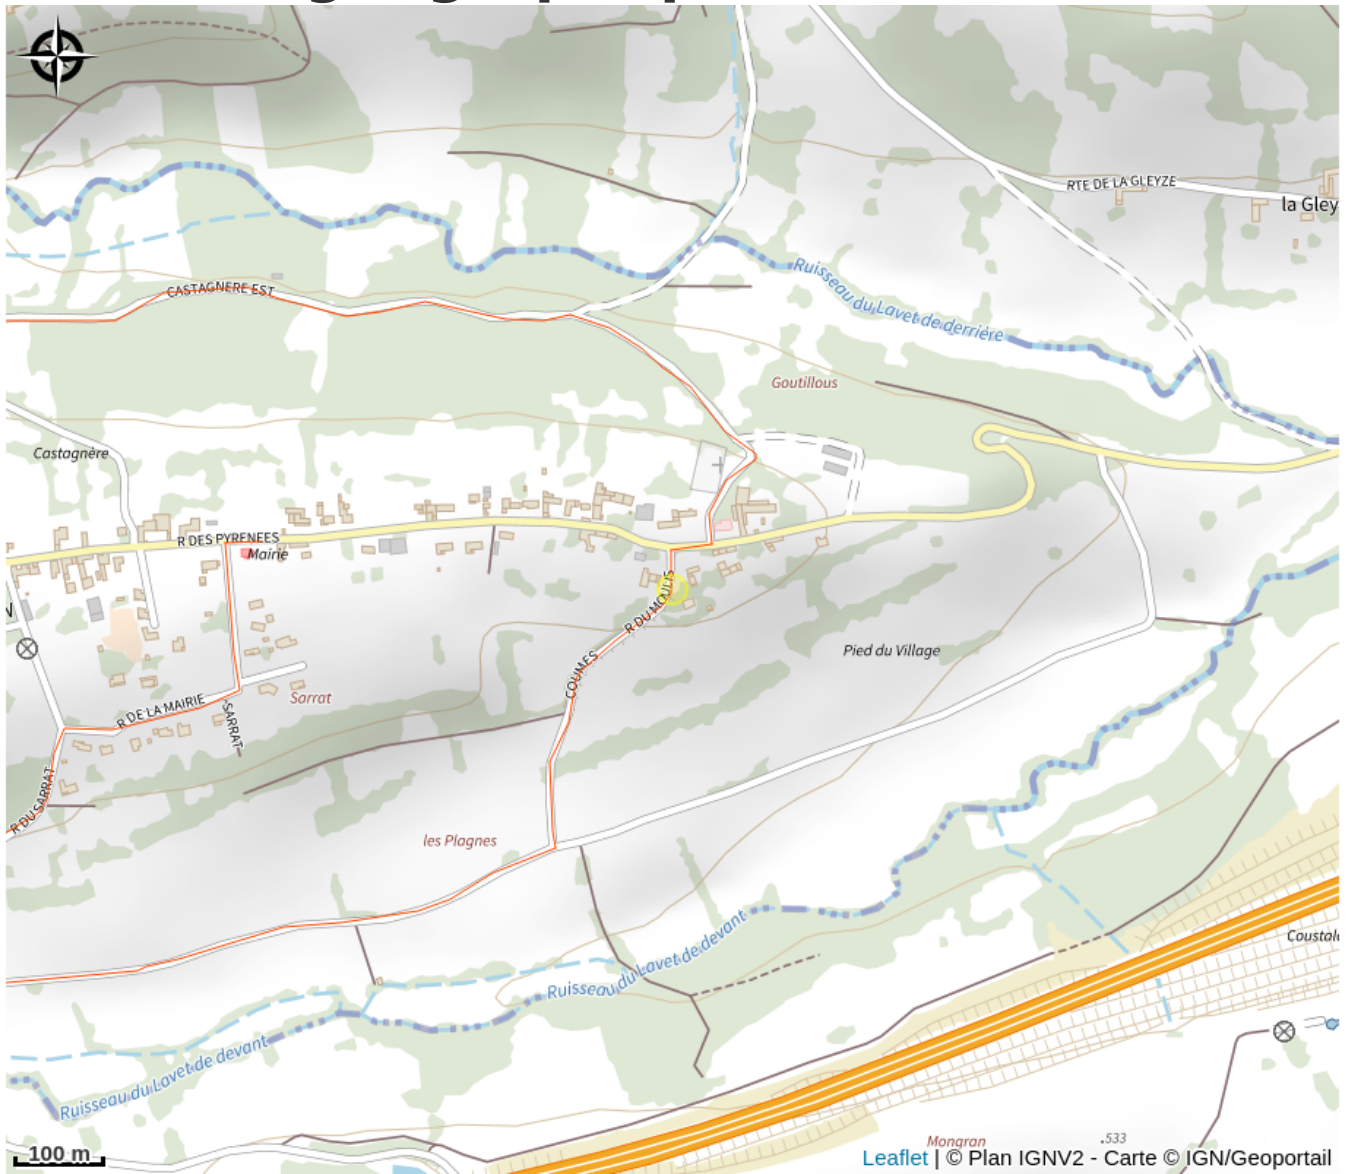 RTE DE LA GLEYZE
la Gley
Ruisseau du Lavet de derrière
CASTAGNERE EST
Goutillous
Castagnère
R DES PYRENEES
Mairie
R DU MOULIS
N
Pied du Village
COUMES
Sarrat
R DE LA MAIRIE
SARRAT
R DU SARRAT
les Plagnes
Ruisseau du Lavet de devant
Coustal
Ruisseau du Lavet de devant
Mongran
.533
100 m
Leaflet | © Plan IGNV2 - Carte © IGN/Geoportail